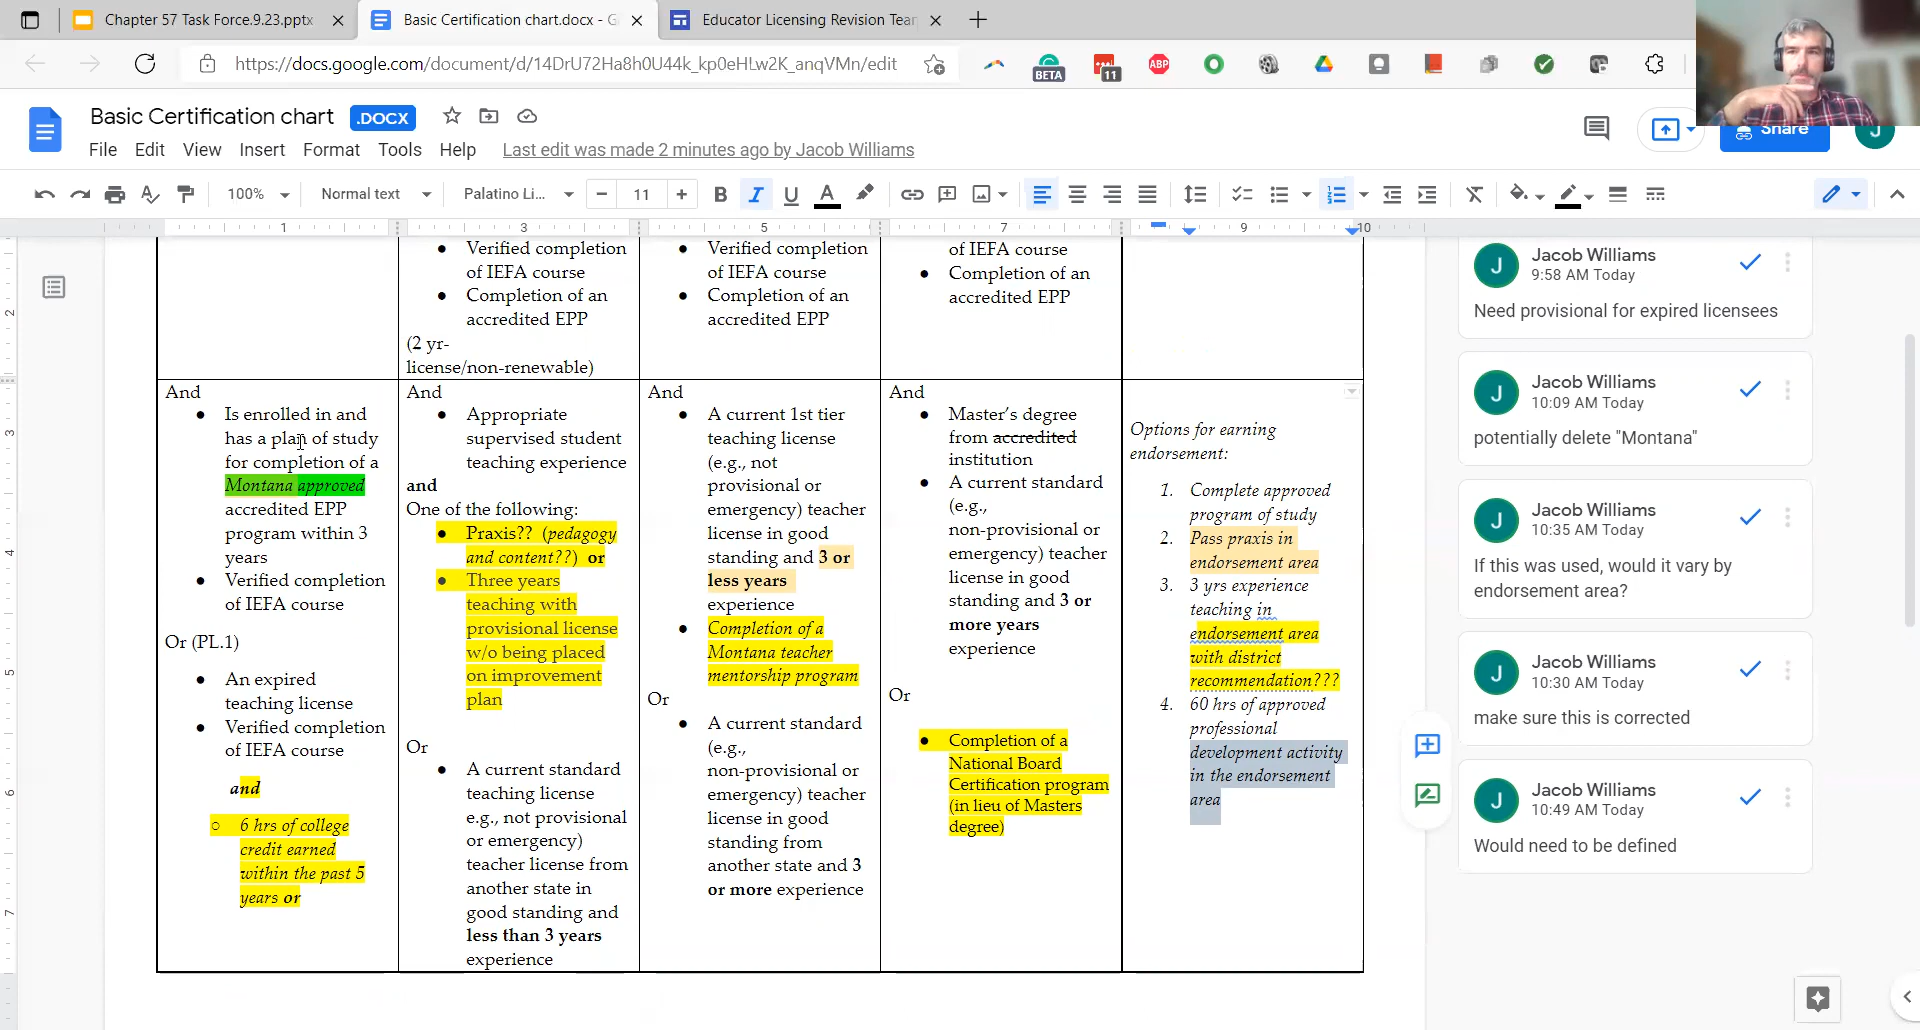 Chapter 57 Task Force.9.23.pptx
Basic Certification chart.docx - G
Educator Licensing Revision Tear
https://docs.google.com/document/d/14DrU72Ha8h0U44k_kp0eHLw2K_anqVMn/edit
BETA
11
ABP
Basic Certification chart
.DOCX
Share
J
File Edit View Insert Format Tools Help
Last edit was made 2 minutes ago by Jacob Williams
100%
Normal text
Palatino Li...
11
B I U A
1 3 5 7 9 10
2
3
4
5
6
7
Verified completion
of IEFA course
Completion of an
accredited EPP
(2 yr-
license/non-renewable)
Verified completion
of IEFA course
Completion of an
accredited EPP
of IEFA course
Completion of an
accredited EPP
And
Is enrolled in and
has a plan of study
for completion of a
Montana approved
accredited EPP
program within 3
years
Verified completion
of IEFA course
Or (PL.1)
An expired
teaching license
Verified completion
of IEFA course
and
6 hrs of college
credit earned
within the past 5
years or
And
Appropriate
supervised student
teaching experience
and
One of the following:
Praxis?? (pedagogy
and content??) or
Three years
teaching with
provisional license
w/o being placed
on improvement
plan
Or
A current standard
teaching license
e.g., not provisional
or emergency)
teacher license from
another state in
good standing and
less than 3 years
experience
And
A current 1st tier
teaching license
(e.g., not
provisional or
emergency) teacher
license in good
standing and 3 or
less years
experience
Completion of a
Montana teacher
mentorship program
Or
A current standard
(e.g.,
non-provisional or
emergency) teacher
license in good
standing from
another state and 3
or more experience
And
Master's degree
from accredited
institution
A current standard
(e.g.,
non-provisional or
emergency) teacher
license in good
standing and 3 or
more years
experience
Or
Completion of a
National Board
Certification program
(in lieu of Masters
degree)
Options for earning
endorsement:
1. Complete approved
program of study
2. Pass praxis in
endorsement area
3. 3 yrs experience
teaching in
endorsement area
with district
recommendation???
4. 60 hrs of approved
professional
development activity
in the endorsement
area
J
Jacob Williams
9:58 AM Today
Need provisional for expired licensees
J
Jacob Williams
10:09 AM Today
potentially delete "Montana"
J
Jacob Williams
10:35 AM Today
If this was used, would it vary by
endorsement area?
J
Jacob Williams
10:30 AM Today
make sure this is corrected
J
Jacob Williams
10:49 AM Today
Would need to be defined